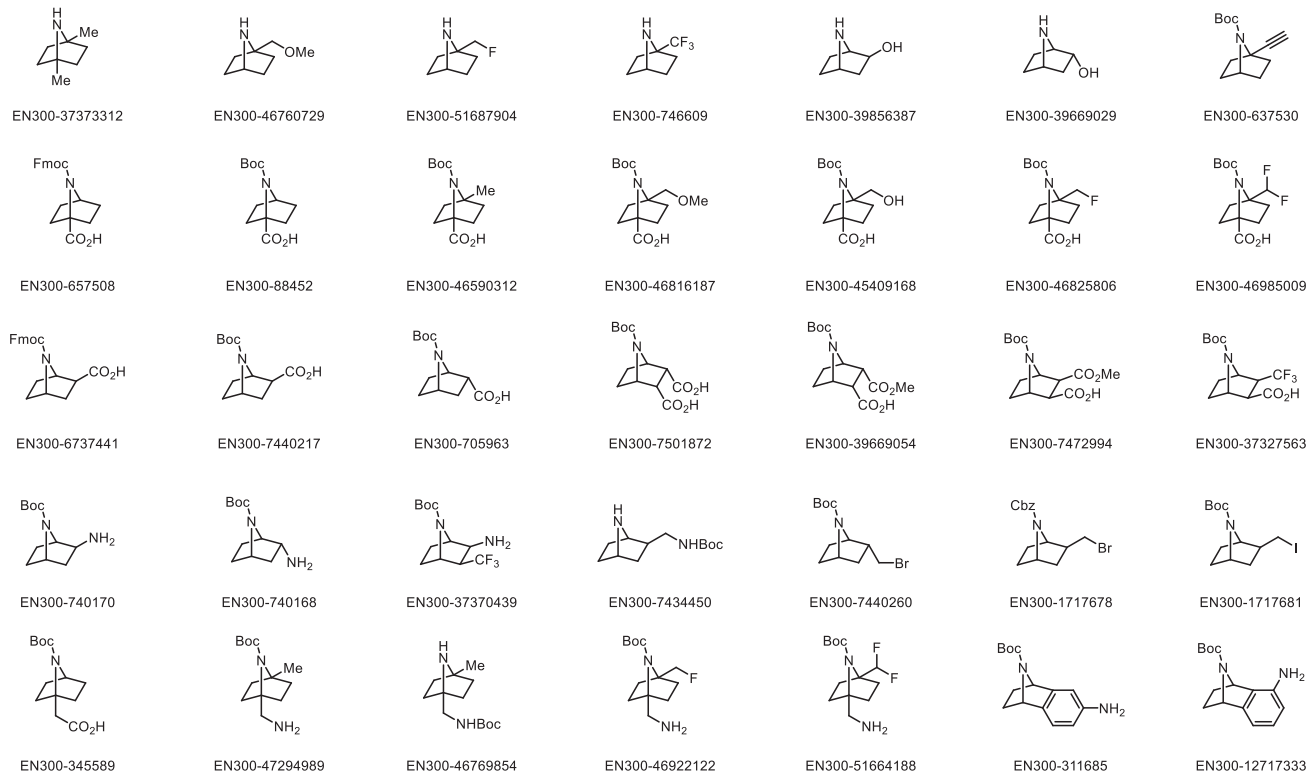 H
N
Me
Me
EN300-37373312
H
N
OMe
EN300-46760729
H
N
F
EN300-51687904
H
N
CF3
EN300-746609
H
N
OH
EN300-39856387
H
N
OH
EN300-39669029
Boc
N
EN300-637530
Fmoc
N
CO2H
EN300-657508
Boc
N
CO2H
EN300-88452
Boc
N
Me
CO2H
EN300-46590312
Boc
N
OMe
CO2H
EN300-46816187
Boc
N
OH
CO2H
EN300-45409168
Boc
N
F
CO2H
EN300-46825806
Boc
F
N
F
CO2H
EN300-46985009
Fmoc
N
CO2H
EN300-6737441
Boc
N
CO2H
EN300-7440217
Boc
N
CO2H
EN300-705963
Boc
N
CO2H
CO2H
EN300-7501872
Boc
N
CO2Me
CO2H
EN300-39669054
Boc
N
CO2Me
CO2H
EN300-7472994
Boc
N
CF3
CO2H
EN300-37327563
Boc
N
NH2
EN300-740170
Boc
N
NH2
EN300-740168
Boc
N
NH2
CF3
EN300-37370439
H
N
NHBoc
EN300-7434450
Boc
N
Br
EN300-7440260
Cbz
N
Br
EN300-1717678
Boc
N
I
EN300-1717681
Boc
N
CO2H
EN300-345589
Boc
N
Me
NH2
EN300-47294989
H
N
Me
NHBoc
EN300-46769854
Boc
N
F
NH2
EN300-46922122
Boc
F
N
F
NH2
EN300-51664188
Boc
N
NH2
EN300-311685
Boc
N
NH2
EN300-12717333